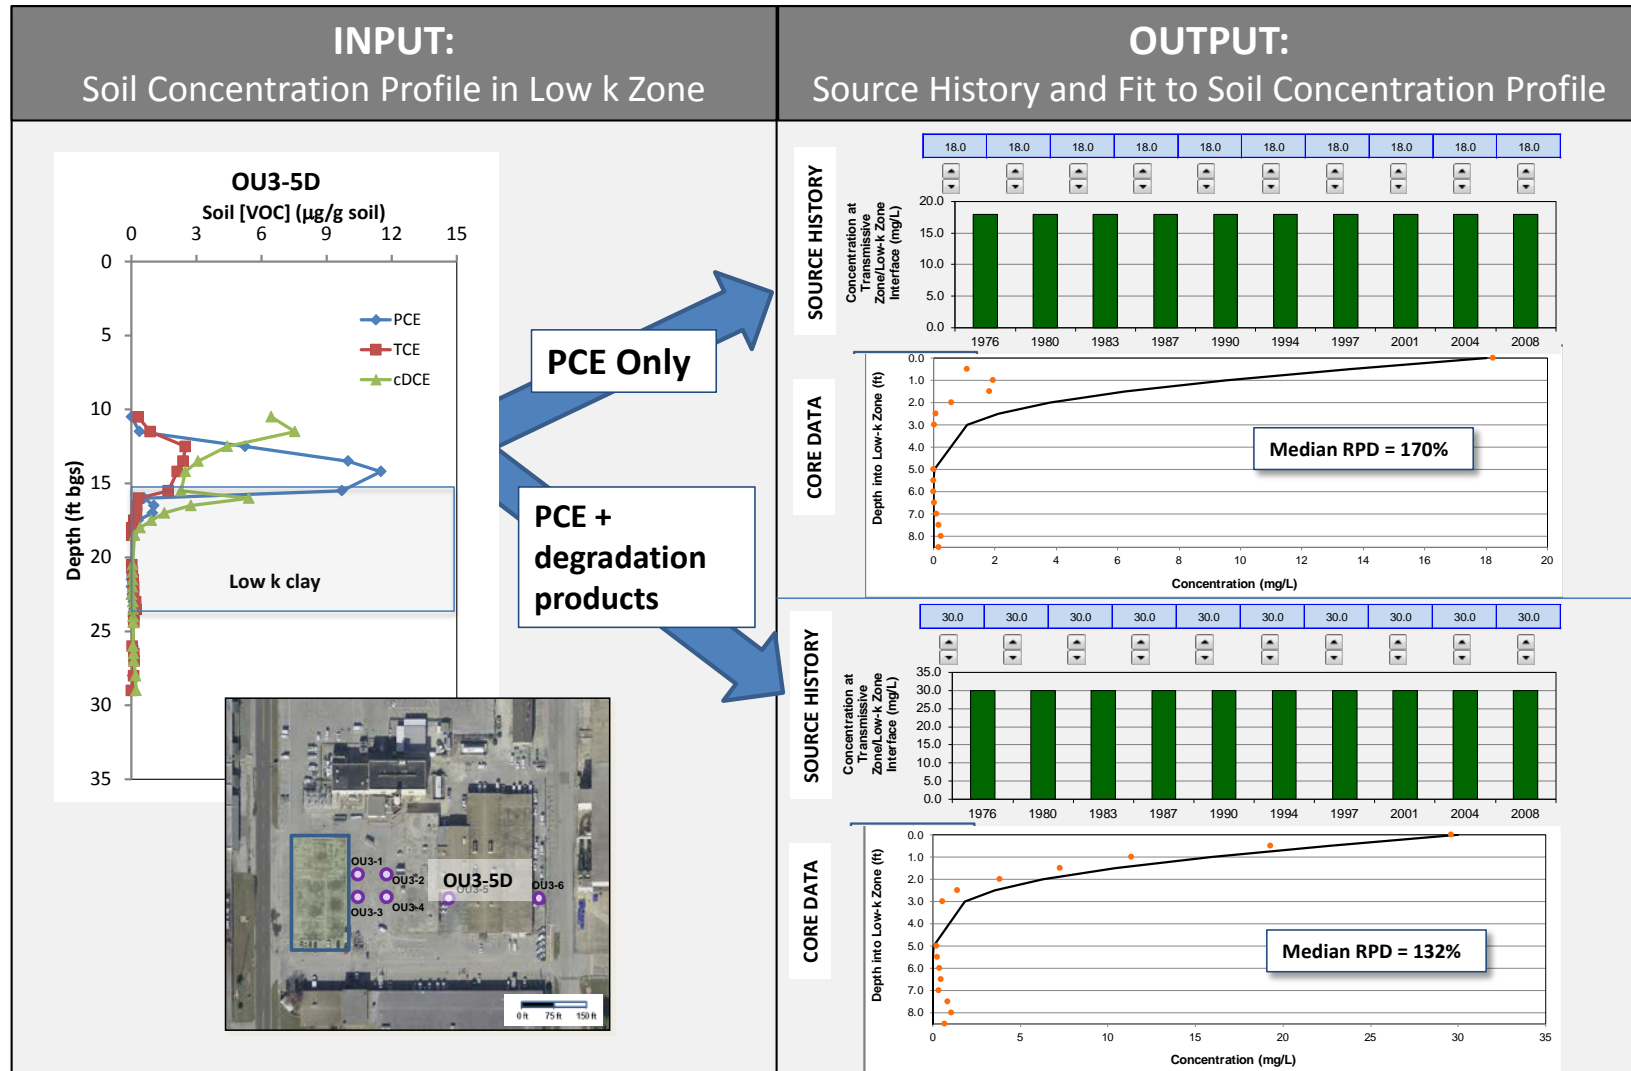 INPUT:
Soil Concentration Profile in Low k Zone
OUTPUT:
Source History and Fit to Soil Concentration Profile
OU3-5D
Soil [VOC] (µg/g soil)
0 3 6 9 12 15
0
5
10
15
20
25
30
35
Depth (ft bgs)
PCE
TCE
cDCE
Low k clay
PCE Only
PCE +
degradation
products
OU3-1
OU3-2
OU3-3
OU3-4
OU3-5D
OU3-5
OU3-6
0 ft 75 ft 150 ft
SOURCE HISTORY
18.0 18.0 18.0 18.0 18.0 18.0 18.0 18.0 18.0 18.0
Concentration at
Transmissive
Zone/Low-k Zone
Interface (mg/L)
20.0
15.0
10.0
5.0
0.0
1976 1980 1983 1987 1990 1994 1997 2001 2004 2008
CORE DATA
Depth into Low-k Zone (ft)
0.0
1.0
2.0
3.0
4.0
5.0
6.0
7.0
8.0
Median RPD = 170%
0 2 4 6 8 10 12 14 16 18 20
Concentration (mg/L)
SOURCE HISTORY
30.0 30.0 30.0 30.0 30.0 30.0 30.0 30.0 30.0 30.0
Concentration at
Transmissive
Zone/Low-k Zone
Interface (mg/L)
35.0
30.0
25.0
20.0
15.0
10.0
5.0
0.0
1976 1980 1983 1987 1990 1994 1997 2001 2004 2008
CORE DATA
Depth into Low-k Zone (ft)
0.0
1.0
2.0
3.0
4.0
5.0
6.0
7.0
8.0
Median RPD = 132%
0 5 10 15 20 25 30 35
Concentration (mg/L)